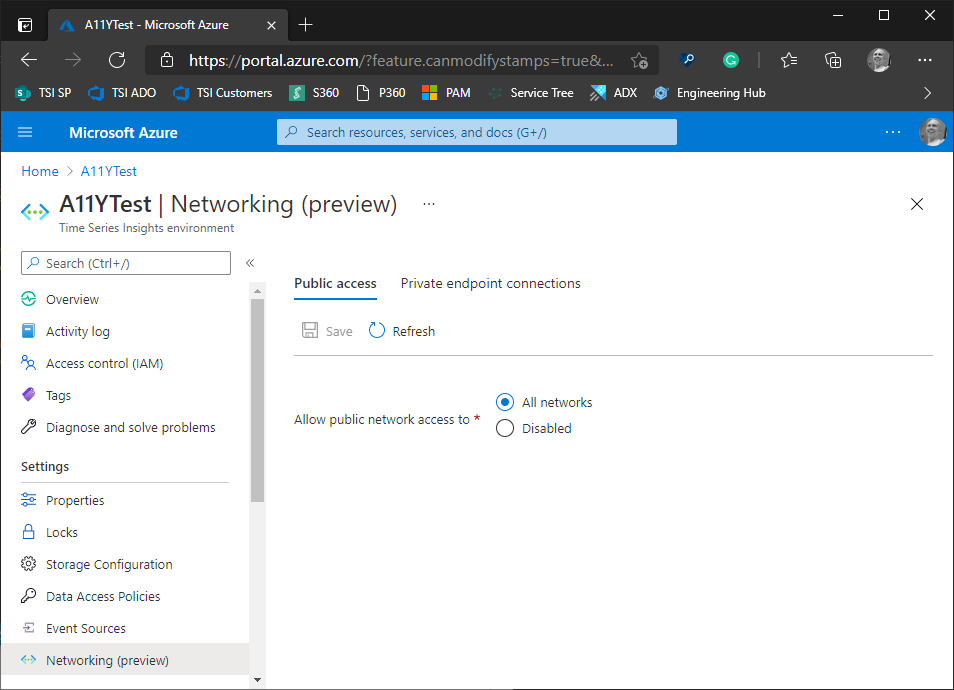 A11YTest - Microsoft Azure
https://portal.azure.com/?feature.canmodifystamps=true&...
TSI SP TSI ADO TSI Customers S360 P360 PAM Service Tree ADX Engineering Hub
Microsoft Azure
Search resources, services, and docs (G+/)
Home > A11YTest
A11YTest | Networking (preview) ...
Time Series Insights environment
Search (Ctrl+/)
Overview
Activity log
Access control (IAM)
Tags
Diagnose and solve problems
Settings
Properties
Locks
Storage Configuration
Data Access Policies
Event Sources
Networking (preview)
Public access Private endpoint connections
Save Refresh
Allow public network access to *
All networks
Disabled